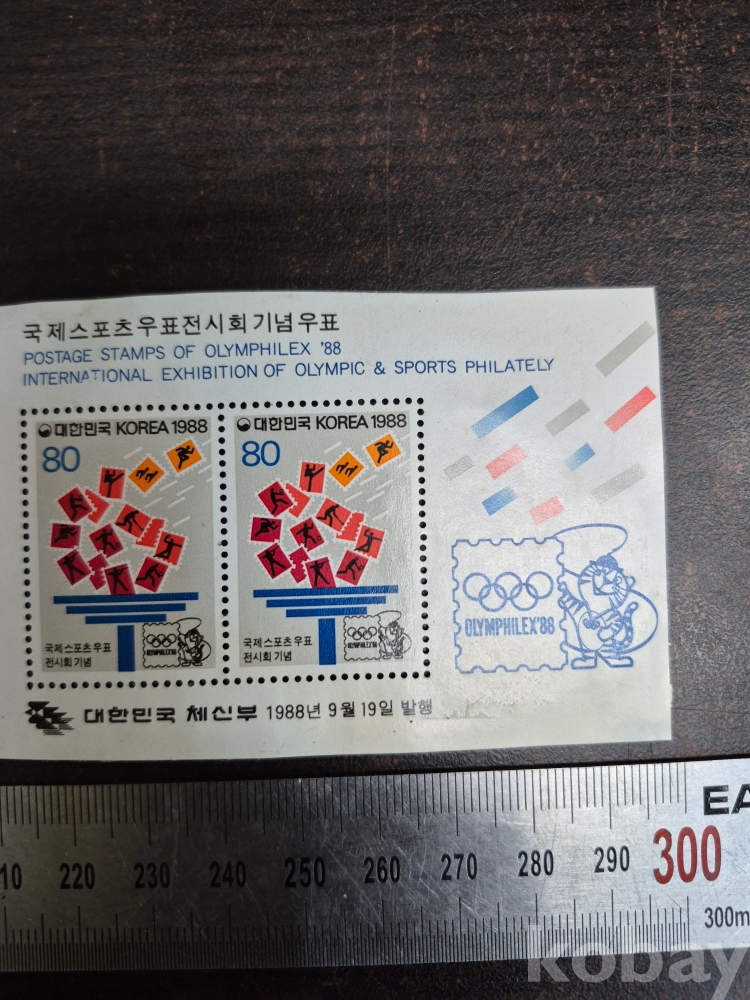 국제스포츠우표전시회기념우표
POSTAGE STAMPS OF OLYMPHILEX '88
INTERNATIONAL EXHIBITION OF OLYMPIC & SPORTS PHILATELY
대한민국 KOREA 1988
80
국제스포츠우표
전시회기념
OLYMPHILEX'88
대한민국 KOREA 1988
80
국제스포츠우표
전시회기념
OLYMPHILEX'88
OLYMPHILEX'88
대한민국 체신부 1988년 9월 19일 발행
EA
10 220 230 240 250 260 270 280 290 300
300m
kobay